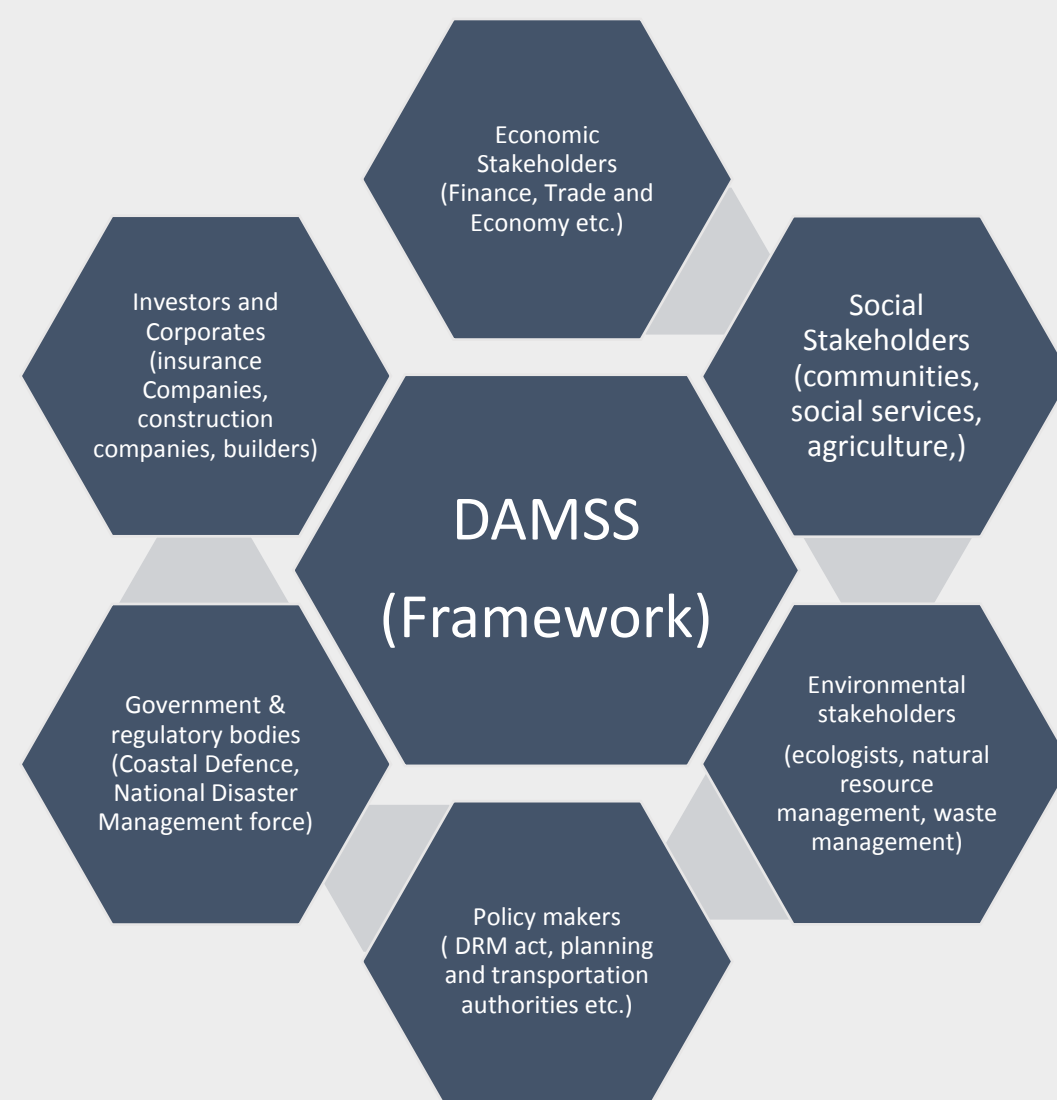 Economic
Stakeholders
(Finance, Trade and
Economy etc.)
Social
Stakeholders
(communities,
social services,
agriculture,)
Investors and
Corporates
(insurance
Companies,
construction
companies, builders)
DAMSS
(Framework)
Environmental
stakeholders
(ecologists, natural
resource
management, waste
management)
Government &
regulatory bodies
(Coastal Defence,
National Disaster
Management force)
Policy makers
( DRM act, planning
and transportation
authorities etc.)